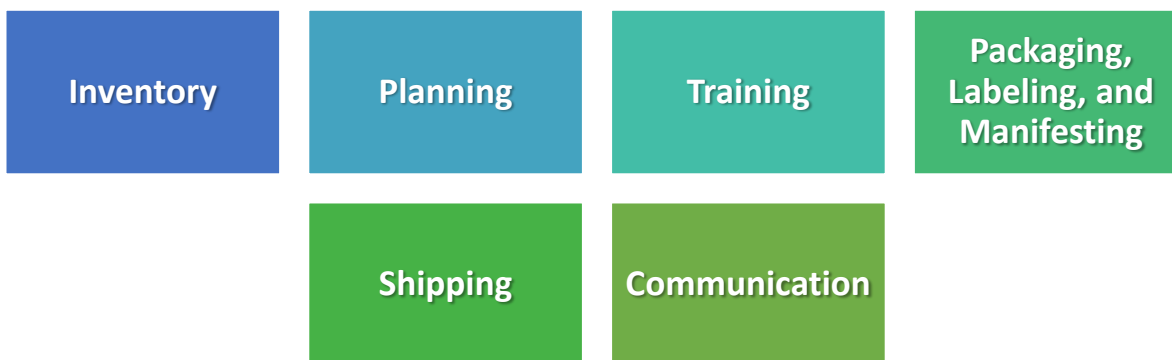 Inventory
Planning
Training
Packaging,
Labeling, and
Manifesting
Shipping
Communication